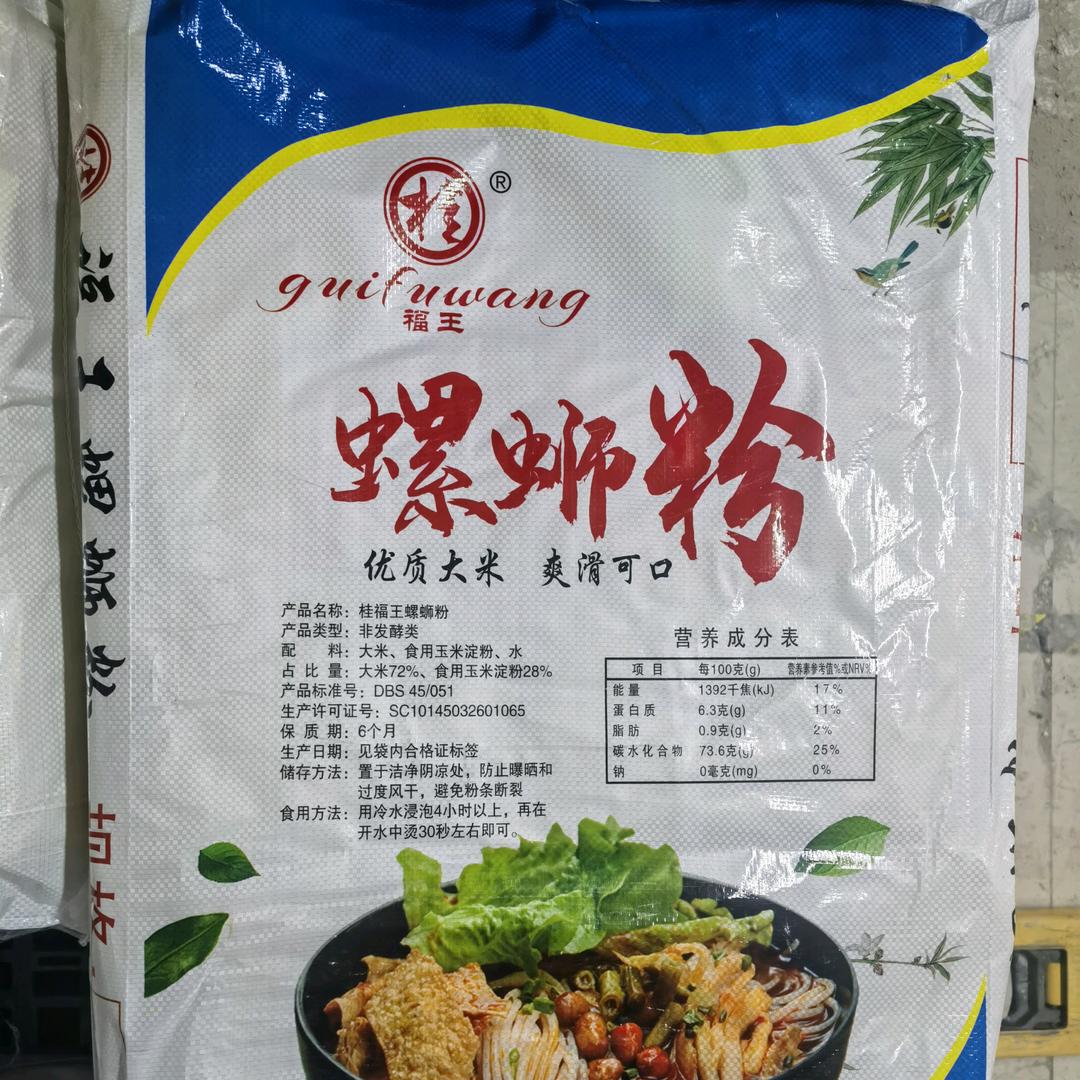 桂
®
guifuwang
福王
螺蛳粉
优质大米 爽滑可口
产品名称：桂福王螺蛳粉
产品类型：非发酵类
配 料：大米、食用玉米淀粉、水
占 比 量：大米72%、食用玉米淀粉28%
产品标准号：DBS 45/051
生产许可证号：SC10145032601065
保 质 期：6个月
生产日期：见袋内合格证标签
储存方法：置于洁净阴凉处，防止曝晒和
过度风干，避免粉条断裂
食用方法：用冷水浸泡4小时以上，再在
开水中烫30秒左右即可。
营养成分表
项 目 每100克(g) 营养素参考值%或NRV%
能量 1392千焦(kJ) 17%
蛋白质 6.3克(g) 11%
脂肪 0.9克(g) 2%
碳水化合物 73.6克(g) 25%
钠 0毫克(mg) 0%